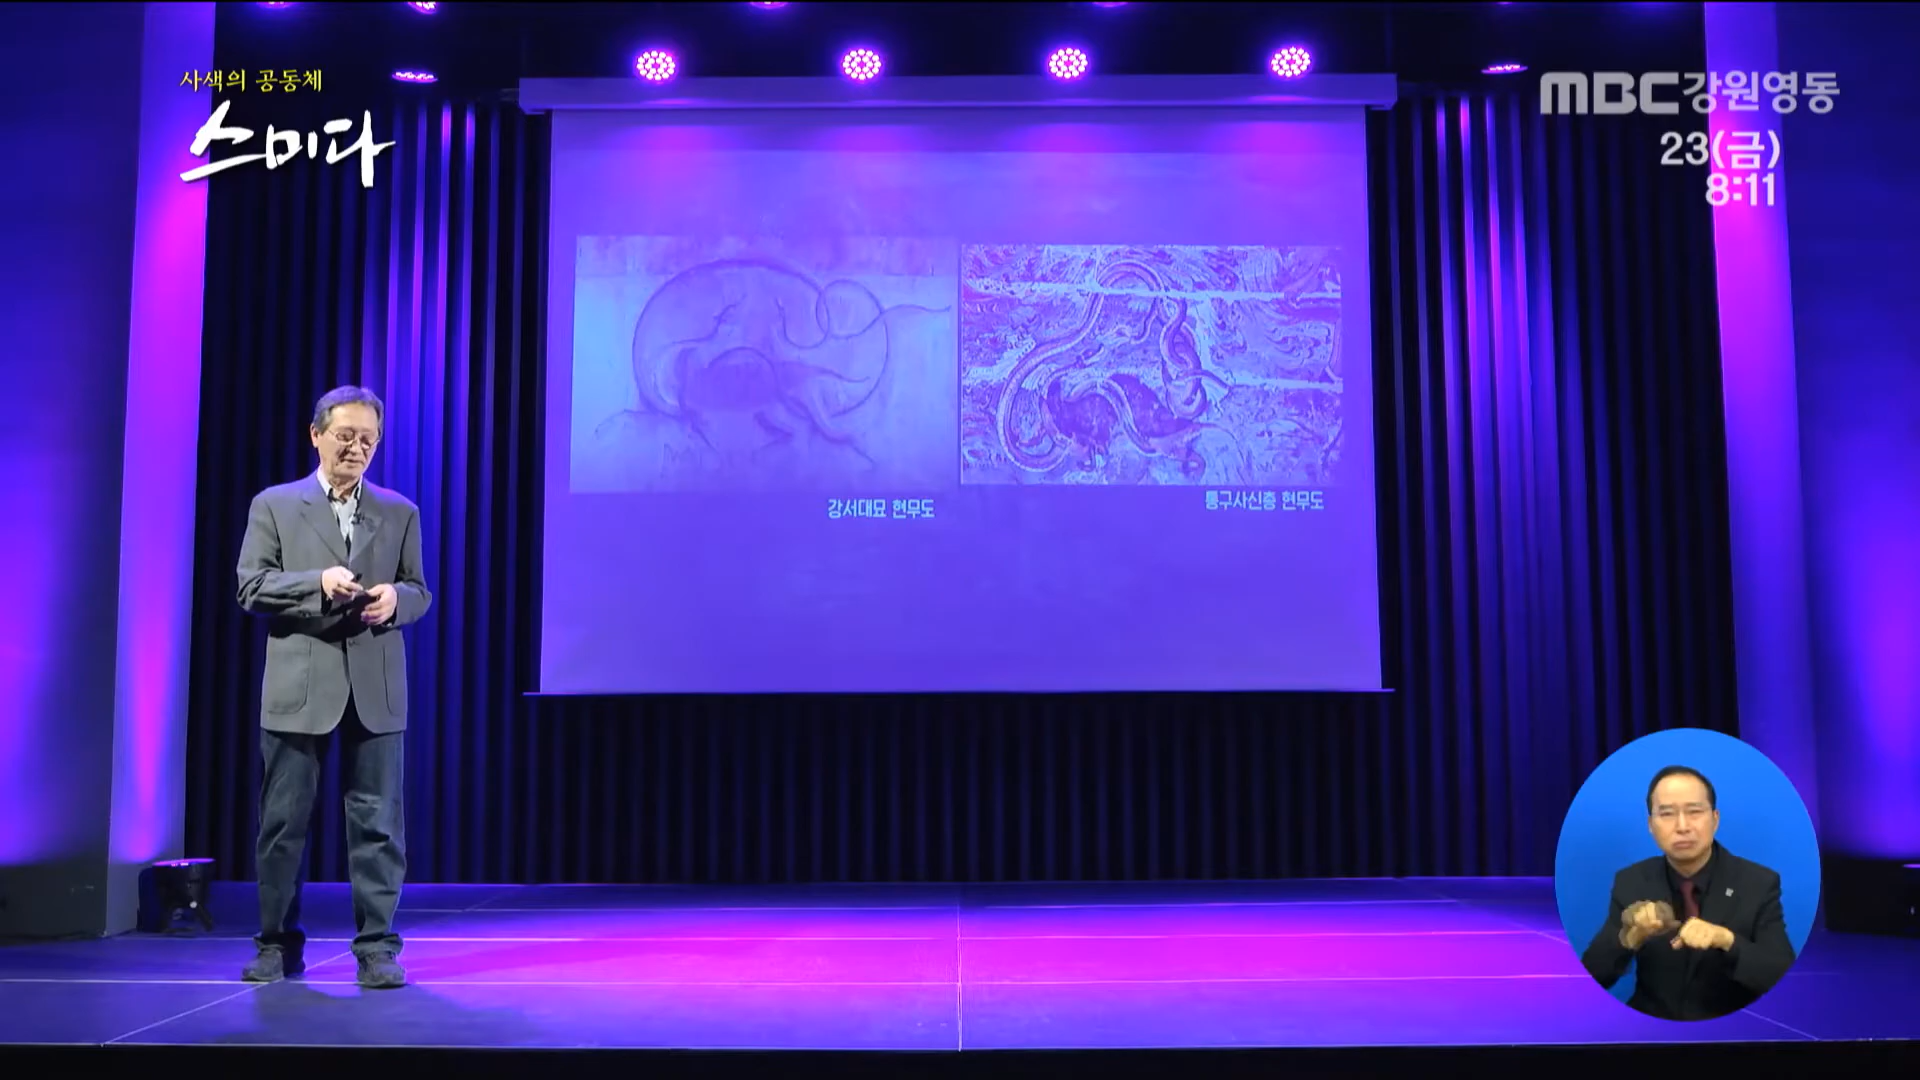 사색의 공동체
스미다
MBC강원영동
23(금)
8:11
강서대묘 현무도
통구사신총 현무도